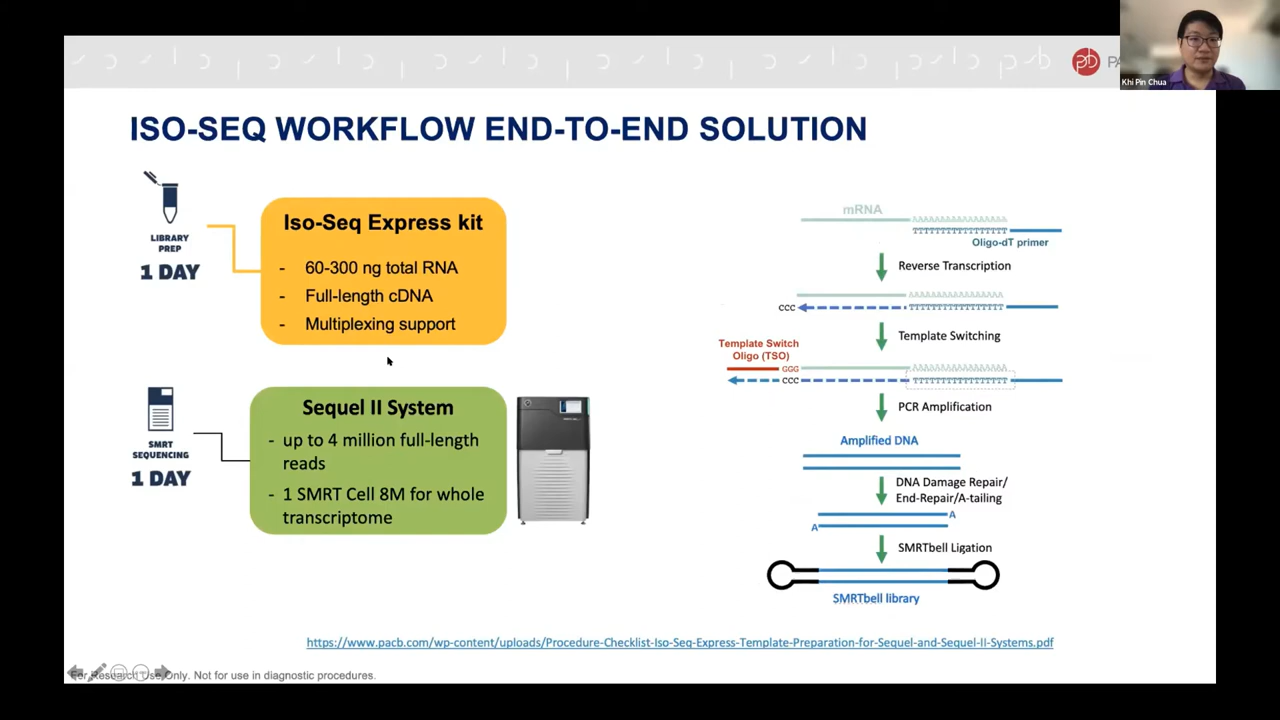 PA
Khi Pin Chua
ISO-SEQ WORKFLOW END-TO-END SOLUTION
LIBRARY
PREP
1 DAY
Iso-Seq Express kit
- 60-300 ng total RNA
- Full-length cDNA
- Multiplexing support
SMRT
SEQUENCING
1 DAY
Sequel II System
- up to 4 million full-length
reads
- 1 SMRT Cell 8M for whole
transcriptome
mRNA
Oligo-dT primer
Reverse Transcription
CCC
Template Switching
Template Switch
Oligo (TSO)
GGG
CCC
PCR Amplification
Amplified DNA
DNA Damage Repair/
End-Repair/A-tailing
A
A
SMRTbell Ligation
SMRTbell library
https://www.pacb.com/wp-content/uploads/Procedure-Checklist-Iso-Seq-Express-Template-Preparation-for-Sequel-and-Sequel-II-Systems.pdf
For Research Use Only. Not for use in diagnostic procedures.